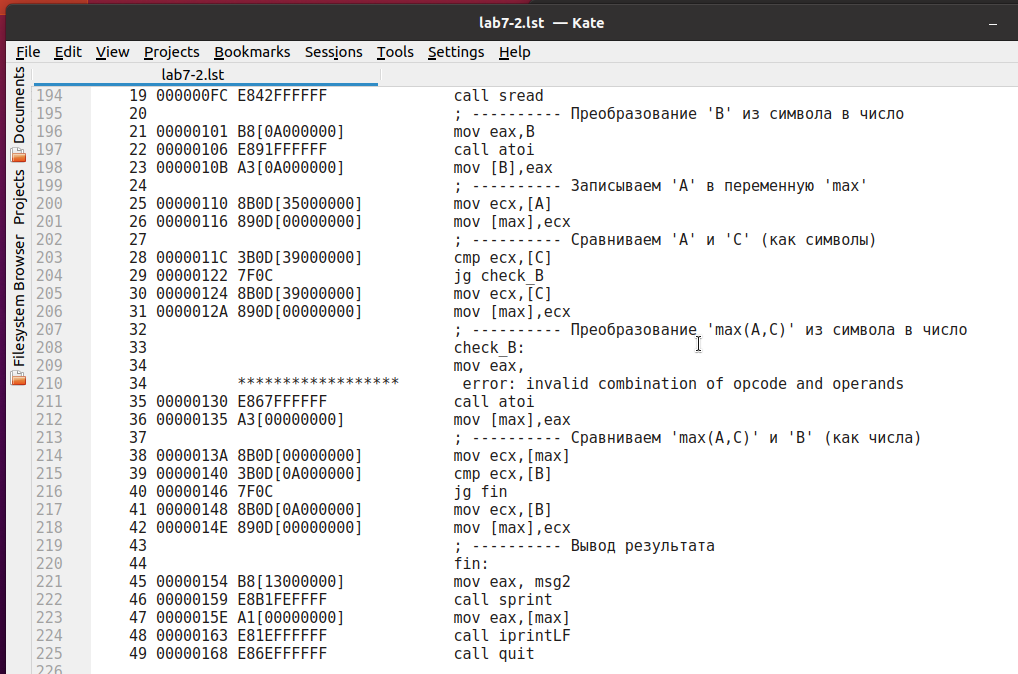 lab7-2.lst — Kate
File Edit View Projects Bookmarks Sessions Tools Settings Help
lab7-2.lst
Documents
Projects
Filesystem Browser
194 19 000000FC E842FFFFFF call sread
195 20 ; ---------- Преобразование 'B' из символа в число
196 21 00000101 B8[0A000000] mov eax,B
197 22 00000106 E891FFFFFF call atoi
198 23 0000010B A3[0A000000] mov [B],eax
199 24 ; ---------- Записываем 'A' в переменную 'max'
200 25 00000110 8B0D[35000000] mov ecx,[A]
201 26 00000116 890D[00000000] mov [max],ecx
202 27 ; ---------- Сравниваем 'A' и 'C' (как символы)
203 28 0000011C 3B0D[39000000] cmp ecx,[C]
204 29 00000122 7F0C jg check_B
205 30 00000124 8B0D[39000000] mov ecx,[C]
206 31 0000012A 890D[00000000] mov [max],ecx
207 32 ; ---------- Преобразование 'max(A,C)' из символа в число
208 33 check_B:
209 34 mov eax,
210 34 ****************** error: invalid combination of opcode and operands
211 35 00000130 E867FFFFFF call atoi
212 36 00000135 A3[00000000] mov [max],eax
213 37 ; ---------- Сравниваем 'max(A,C)' и 'B' (как числа)
214 38 0000013A 8B0D[00000000] mov ecx,[max]
215 39 00000140 3B0D[0A000000] cmp ecx,[B]
216 40 00000146 7F0C jg fin
217 41 00000148 8B0D[0A000000] mov ecx,[B]
218 42 0000014E 890D[00000000] mov [max],ecx
219 43 ; ---------- Вывод результата
220 44 fin:
221 45 00000154 B8[13000000] mov eax, msg2
222 46 00000159 E8B1FEFFFF call sprint
223 47 0000015E A1[00000000] mov eax,[max]
224 48 00000163 E81EFFFFFF call iprintLF
225 49 00000168 E86EFFFFFF call quit
226